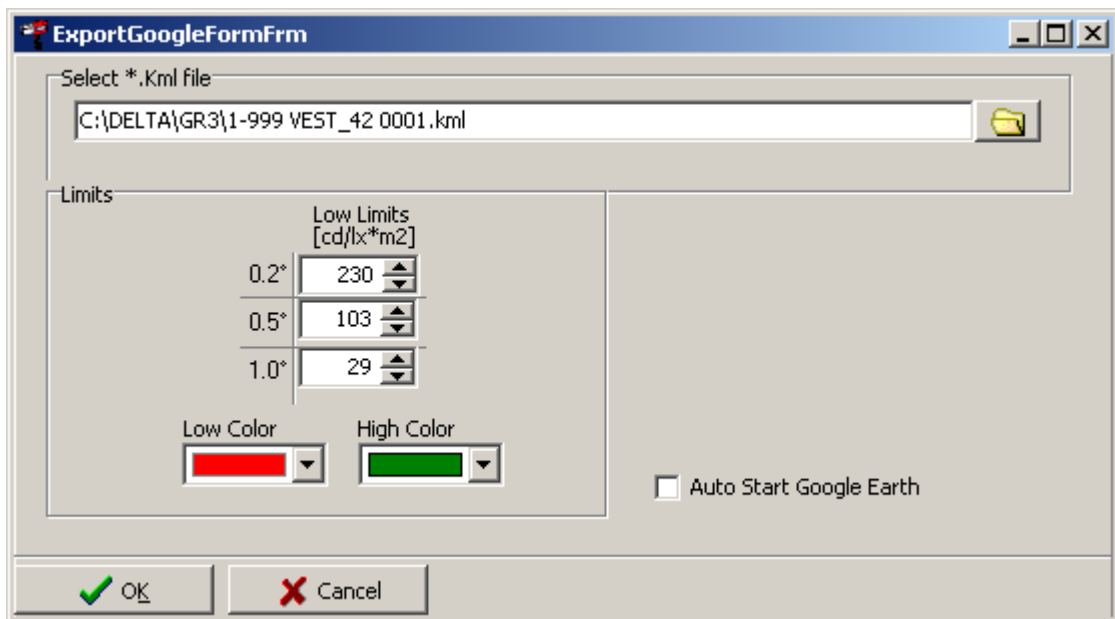 ExportGoogleFormFrm
Select *.Kml file
C:\DELTA\GR3\1-999 VEST_42 0001.kml
Limits
Low Limits
[cd/lx*m2]
0.2° 230
0.5° 103
1.0° 29
Low Color High Color
Auto Start Google Earth
OK Cancel